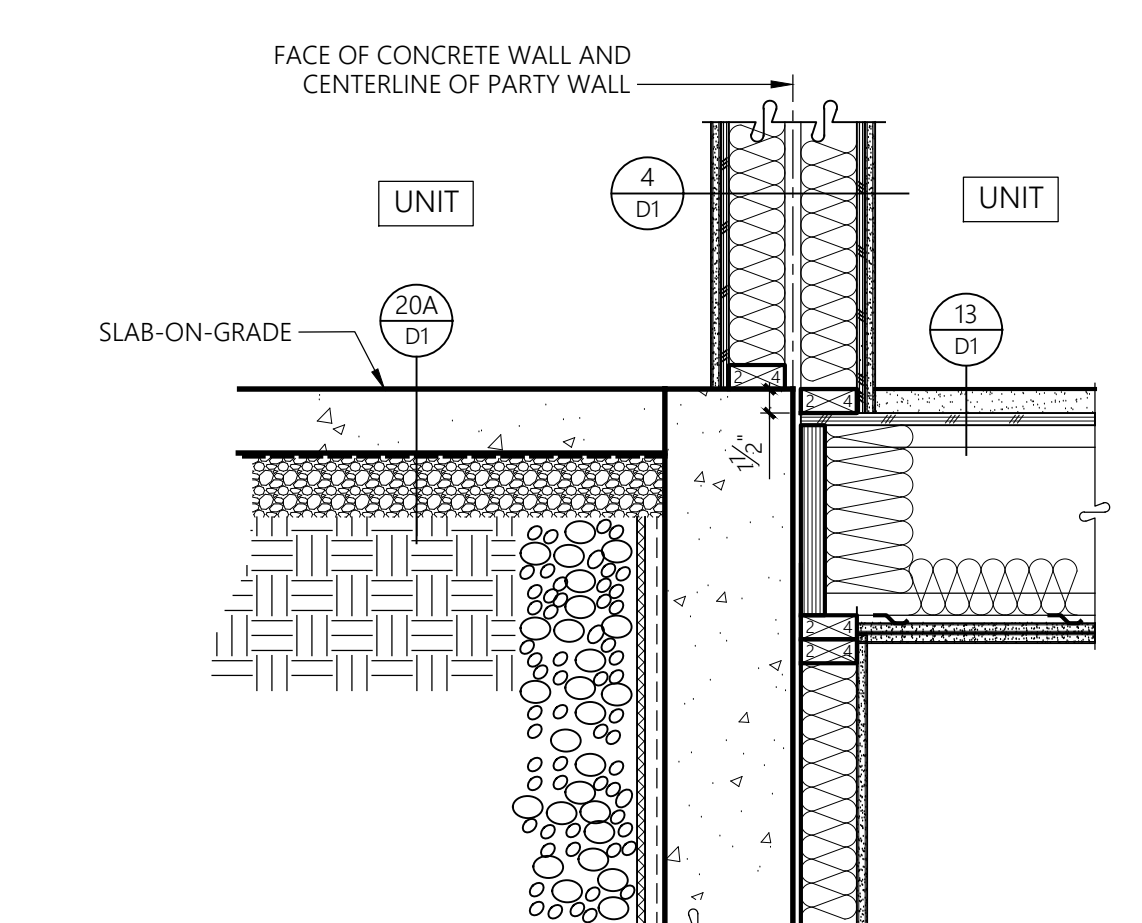 FACE OF CONCRETE WALL AND
CENTERLINE OF PARTY WALL
UNIT
4
D1
UNIT
20A
D1
13
D1
SLAB-ON-GRADE
2 4
2 4
1½"
2 4
2 4